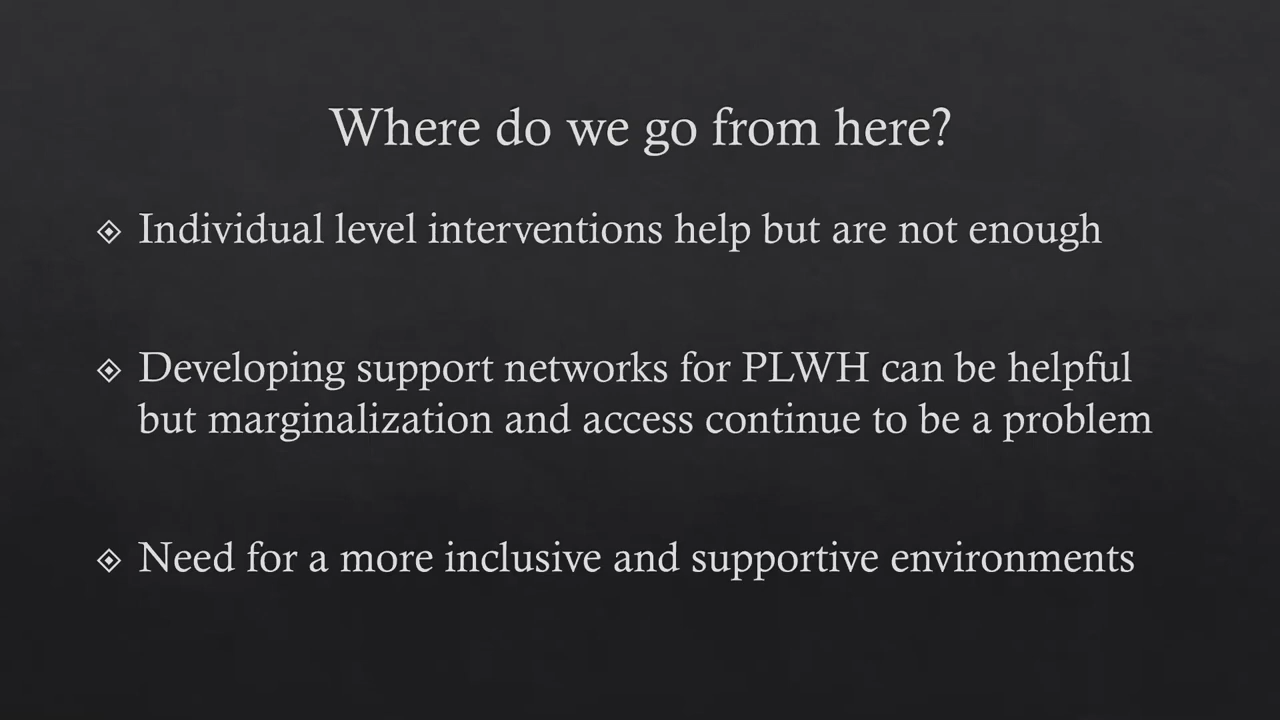 Where do we go from here?
Individual level interventions help but are not enough
Developing support networks for PLWH can be helpful
but marginalization and access continue to be a problem
Need for a more inclusive and supportive environments